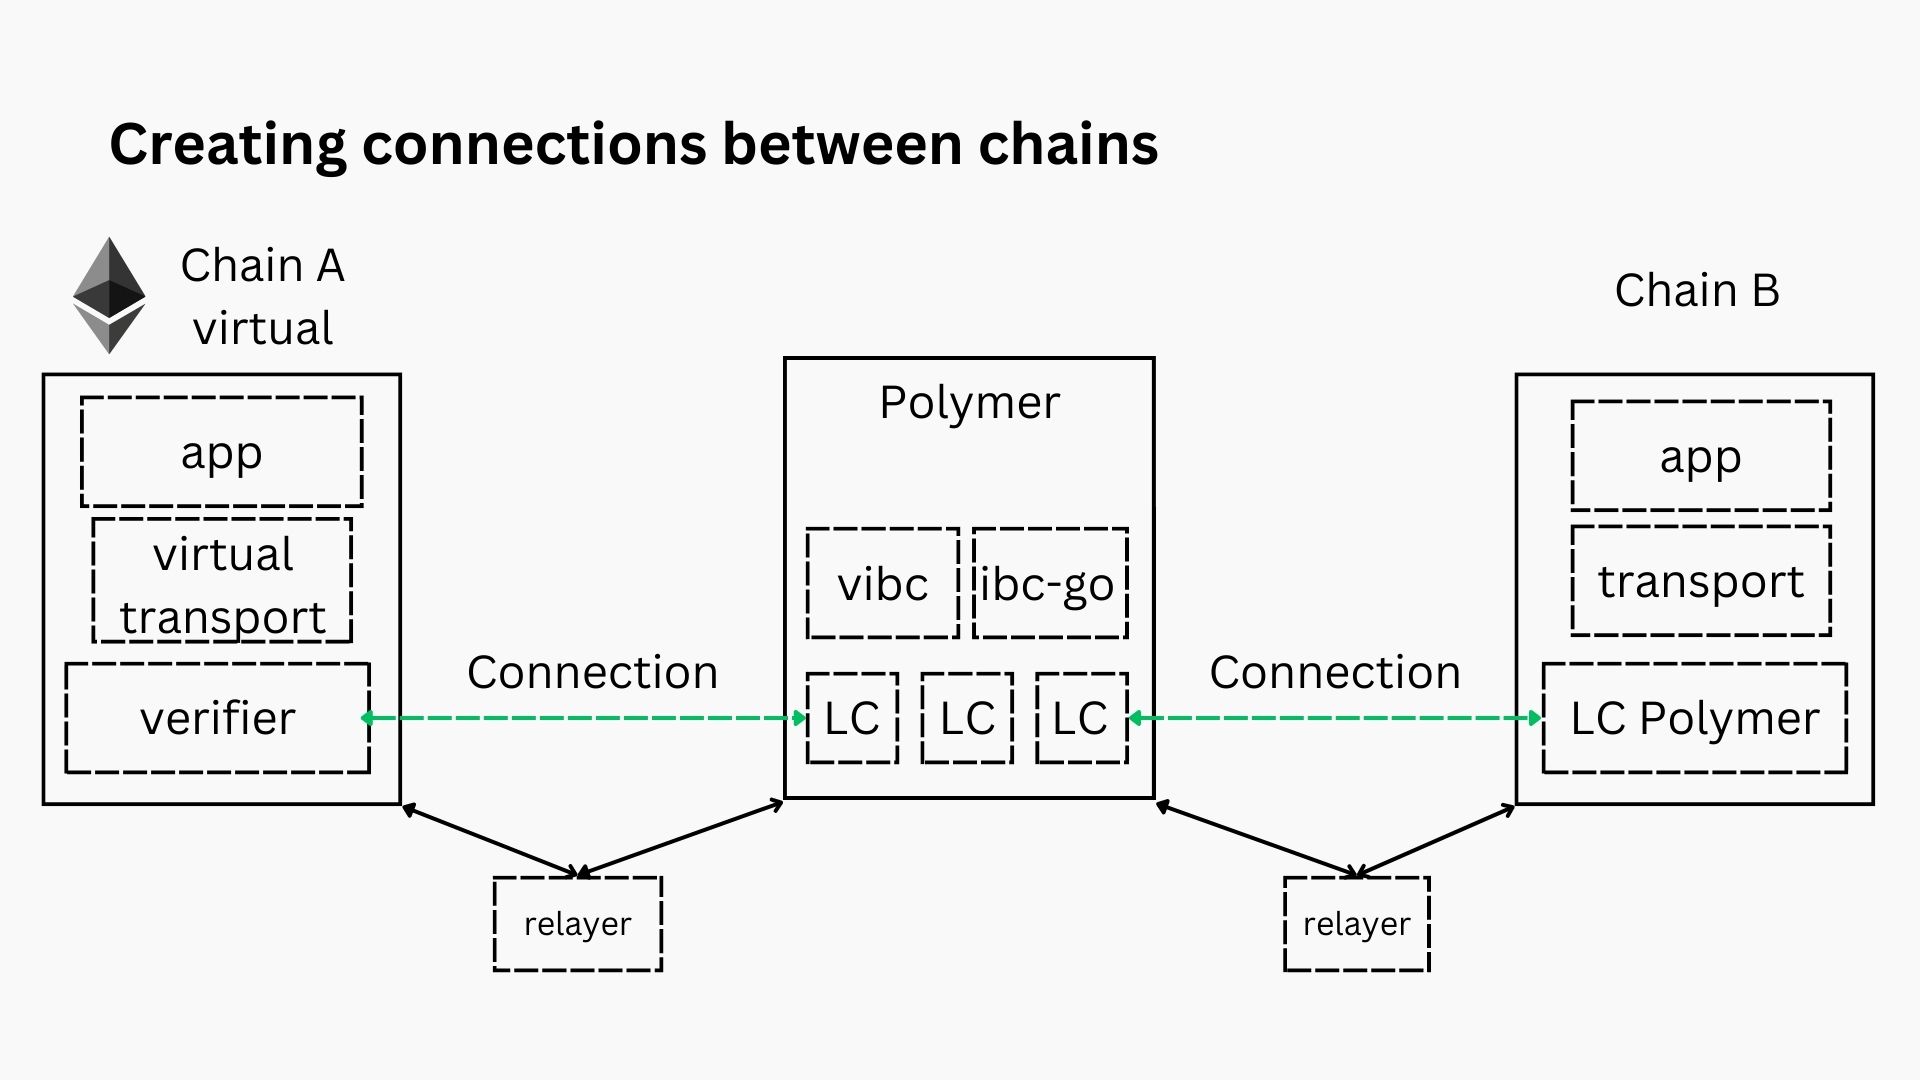 Creating connections between chains
Chain A
virtual
Chain B
app
virtual
transport
verifier
Connection
Polymer
vibc
ibc-go
LC
LC
LC
Connection
app
transport
LC Polymer
relayer
relayer